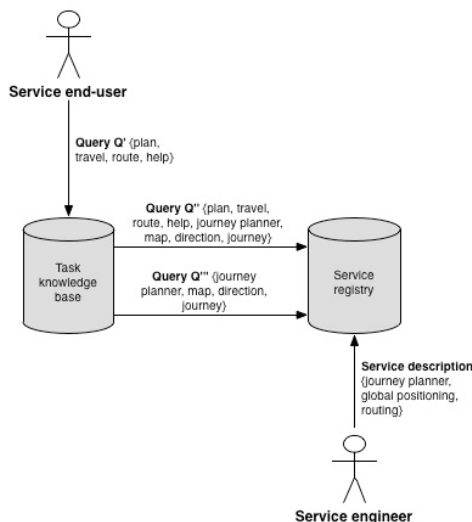 Service end-user
Query Q' {plan,
travel, route, help}
Query Q'' {plan, travel,
route, help, journey planner,
map, direction, journey}
Task
knowledge
base
Query Q''' {journey
planner, map, direction,
journey}
Service
registry
Service description
{journey planner,
global positioning,
routing}
Service engineer